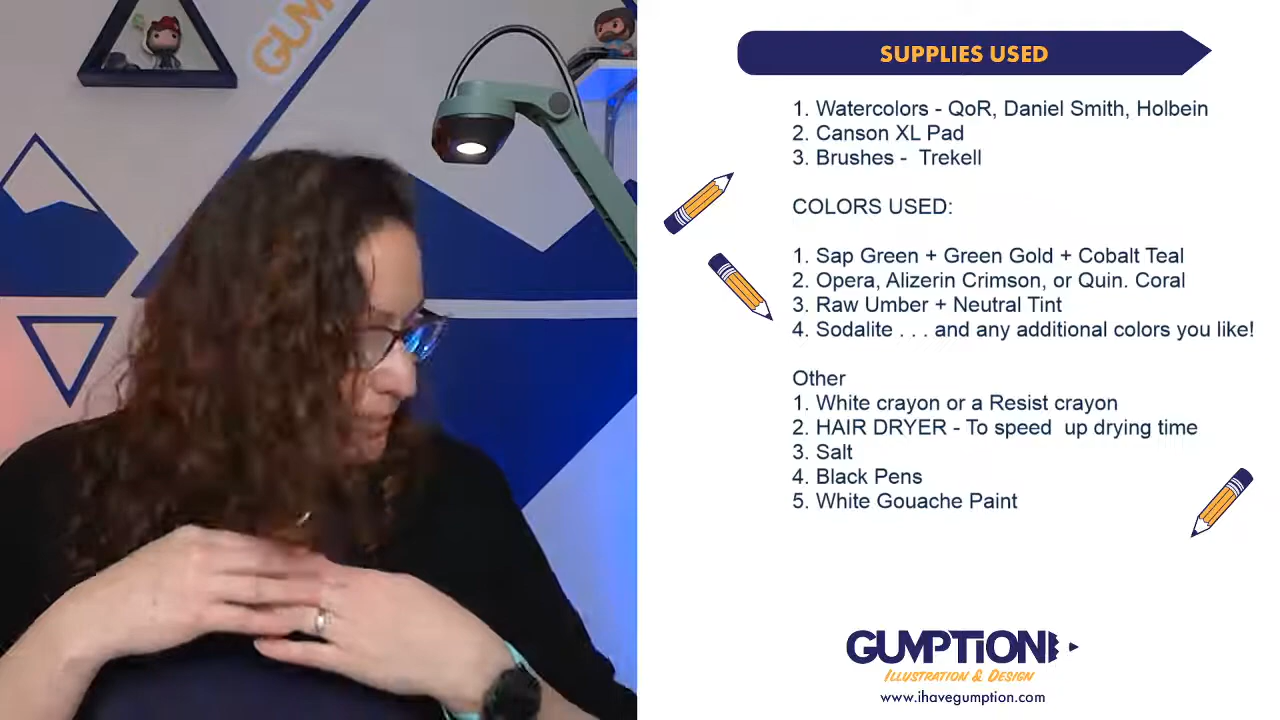 GUM
SUPPLIES USED
1. Watercolors - QoR, Daniel Smith, Holbein
2. Canson XL Pad
3. Brushes - Trekell
COLORS USED:
1. Sap Green + Green Gold + Cobalt Teal
2. Opera, Alizerin Crimson, or Quin. Coral
3. Raw Umber + Neutral Tint
4. Sodalite . . . and any additional colors you like!
Other
1. White crayon or a Resist crayon
2. HAIR DRYER - To speed up drying time
3. Salt
4. Black Pens
5. White Gouache Paint
GUMPTION
ILLUSTRATION & DESIGN
www.ihavegumption.com